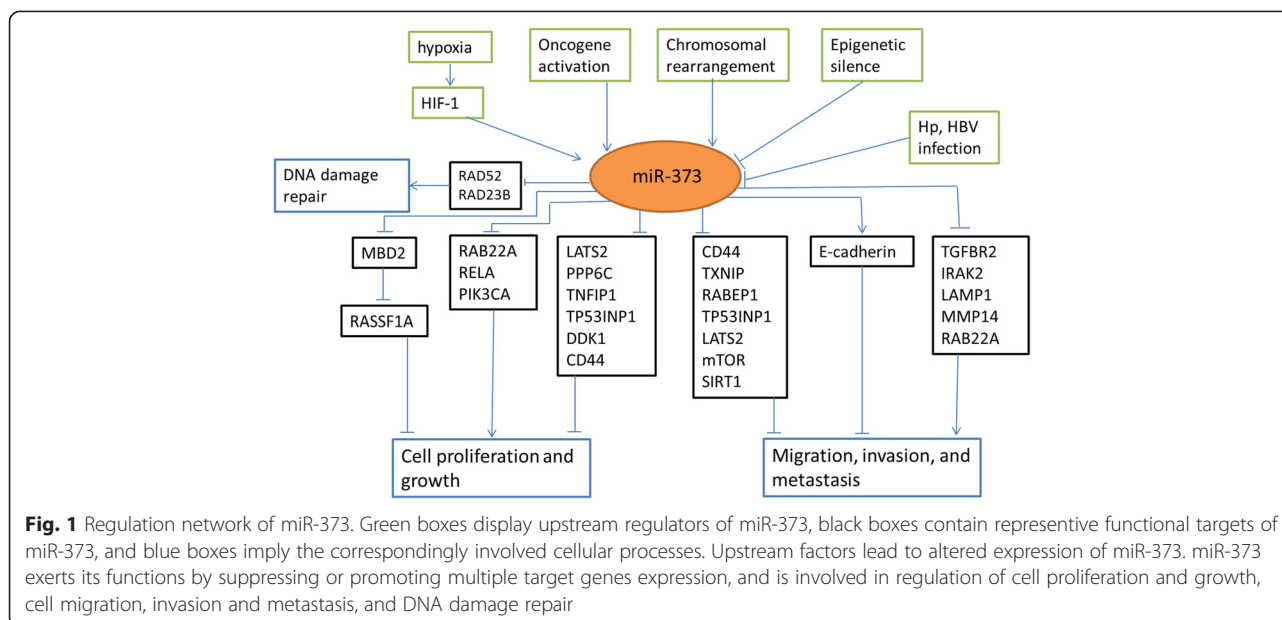 hypoxia
HIF-1
Oncogene
activation
Chromosomal
rearrangement
Epigenetic
silence
Hp, HBV
infection
miR-373
DNA damage
repair
RAD52
RAD23B
MBD2
RASSF1A
RAB22A
RELA
PIK3CA
LATS2
PPP6C
TNFIP1
TP53INP1
DDK1
CD44
CD44
TXNIP
RABEP1
TP53INP1
LATS2
mTOR
SIRT1
E-cadherin
TGFBR2
IRAK2
LAMP1
MMP14
RAB22A
Cell proliferation and
growth
Migration, invasion, and
metastasis
Fig. 1 Regulation network of miR-373. Green boxes display upstream regulators of miR-373, black boxes contain representive functional targets of
miR-373, and blue boxes imply the correspondingly involved cellular processes. Upstream factors lead to altered expression of miR-373. miR-373
exerts its functions by suppressing or promoting multiple target genes expression, and is involved in regulation of cell proliferation and growth,
cell migration, invasion and metastasis, and DNA damage repair